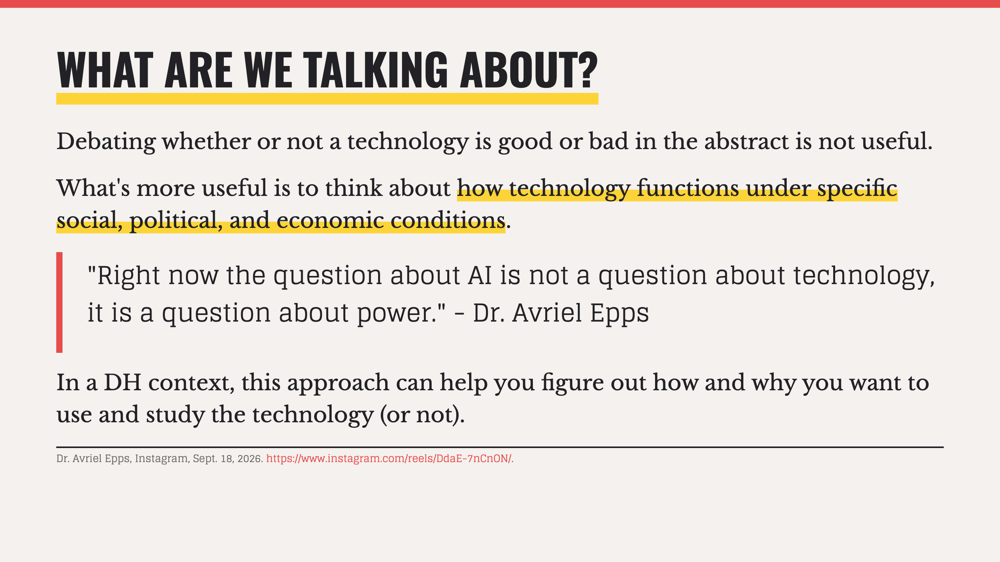 WHAT ARE WE TALKING ABOUT?
Debating whether or not a technology is good or bad in the abstract is not useful.
What's more useful is to think about how technology functions under specific
social, political, and economic conditions.
"Right now the question about AI is not a question about technology,
it is a question about power." – Dr. Avriel Epps
In a DH context, this approach can help you figure out how and why you want to
use and study the technology (or not).
Dr. Avriel Epps, Instagram, Sept. 18, 2026. https://www.instagram.com/reels/DdaE-7nCnON/.